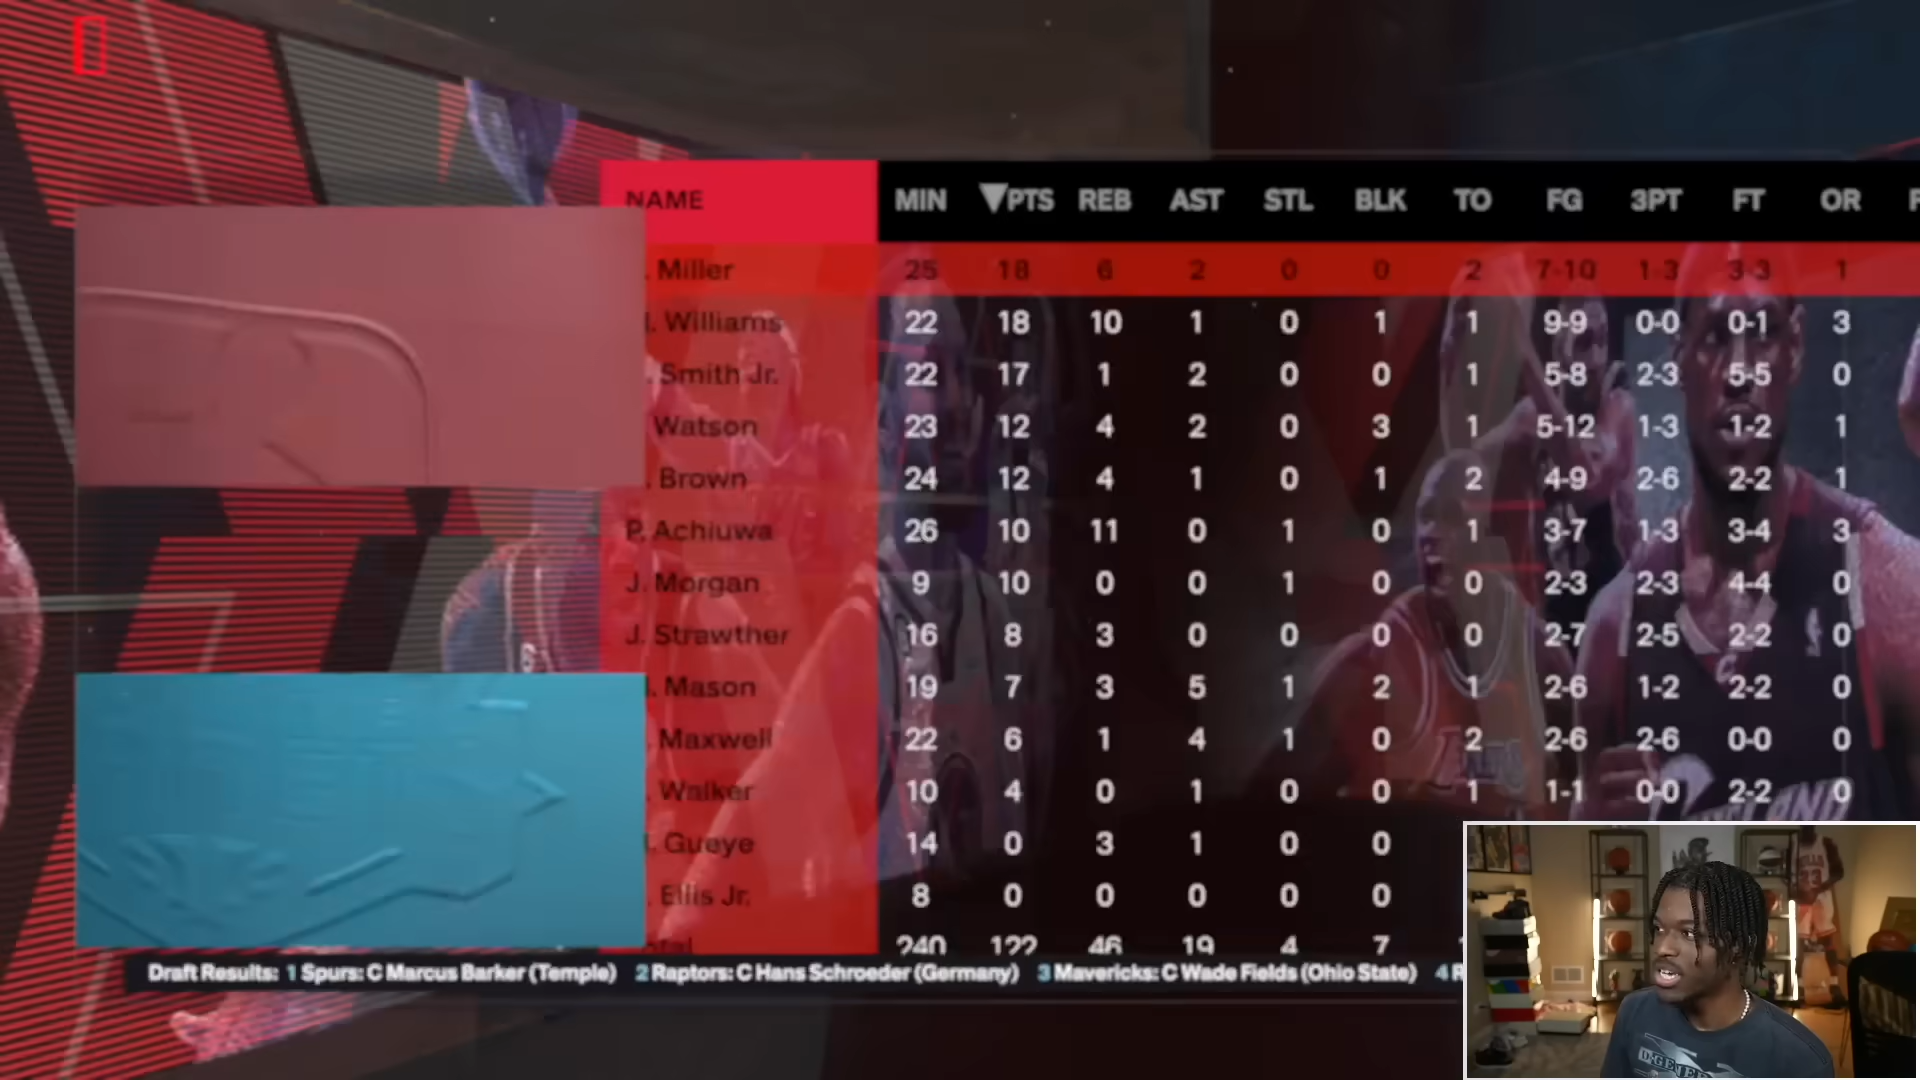 NAME MIN ▼PTS REB AST STL BLK TO FG 3PT FT OR
. Miller 25 18 6 2 0 0 2 7-10 1-3 3-3 1
. Williams 22 18 10 1 0 1 1 9-9 0-0 0-1 3
. Smith Jr. 22 17 1 2 0 0 1 5-8 2-3 5-5 0
Watson 23 12 4 2 0 3 1 5-12 1-3 1-2 1
. Brown 24 12 4 1 0 1 2 4-9 2-6 2-2 1
P. Achiuwa 26 10 11 0 1 0 1 3-7 1-3 3-4 3
J. Morgan 9 10 0 0 1 0 0 2-3 2-3 4-4 0
J. Strawther 16 8 3 0 0 0 0 2-7 2-5 2-2 0
. Mason 19 7 3 5 1 2 1 2-6 1-2 2-2 0
. Maxwell 22 6 1 4 1 0 2 2-6 2-6 0-0 0
. Walker 10 4 0 1 0 0 1 1-1 0-0 2-2 0
. Gueye 14 0 3 1 0 0
. Ellis Jr. 8 0 0 0 0 0
240 122 46 19 4 7
Draft Results: 1 Spurs: C Marcus Barker (Temple) 2 Raptors: C Hans Schroeder (Germany) 3 Mavericks: C Wade Fields (Ohio State) 4